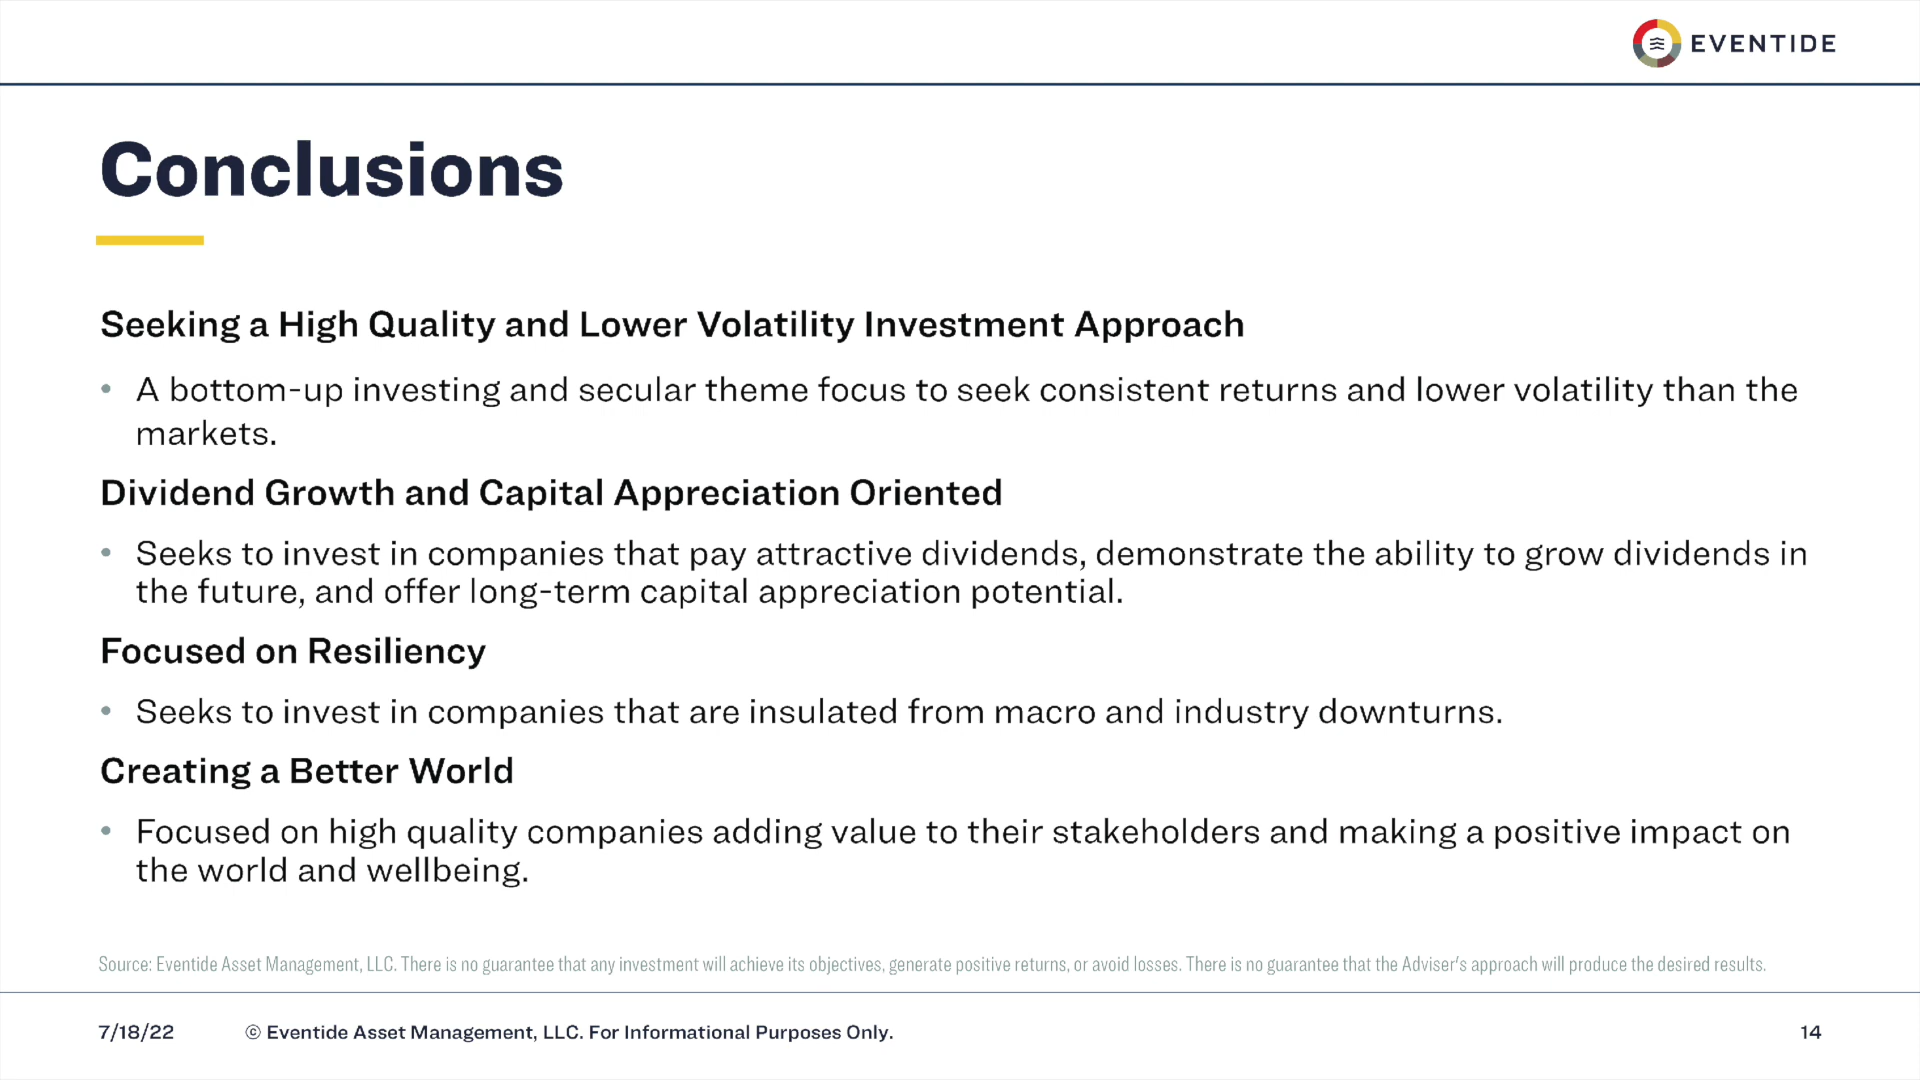 EVENTIDE
Conclusions
Seeking a High Quality and Lower Volatility Investment Approach
• A bottom-up investing and secular theme focus to seek consistent returns and lower volatility than the
markets.
Dividend Growth and Capital Appreciation Oriented
• Seeks to invest in companies that pay attractive dividends, demonstrate the ability to grow dividends in
the future, and offer long-term capital appreciation potential.
Focused on Resiliency
• Seeks to invest in companies that are insulated from macro and industry downturns.
Creating a Better World
• Focused on high quality companies adding value to their stakeholders and making a positive impact on
the world and wellbeing.
Source: Eventide Asset Management, LLC. There is no guarantee that any investment will achieve its objectives, generate positive returns, or avoid losses. There is no guarantee that the Adviser's approach will produce the desired results.
7/18/22 © Eventide Asset Management, LLC. For Informational Purposes Only. 14